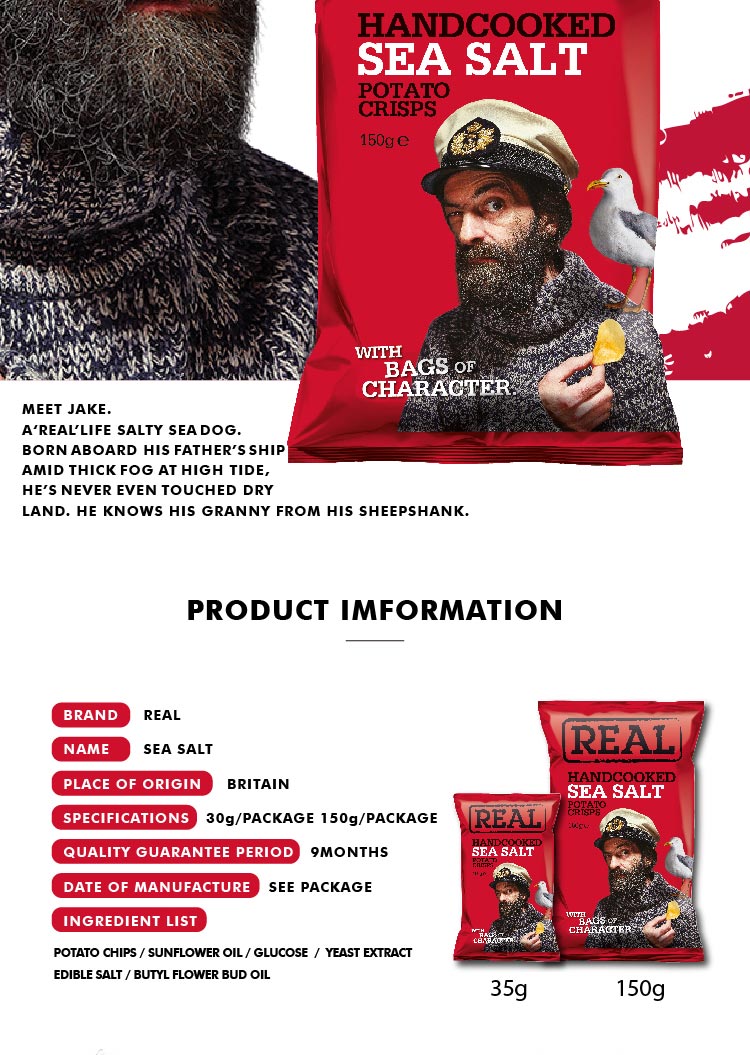 HANDCOOKED
SEA SALT
POTATO
CRISPS
150g e
WITH
BAGS OF
CHARACTER.
MEET JAKE.
A‘REAL’LIFE SALTY SEA DOG.
BORN ABOARD HIS FATHER’S SHIP
AMID THICK FOG AT HIGH TIDE,
HE’S NEVER EVEN TOUCHED DRY
LAND. HE KNOWS HIS GRANNY FROM HIS SHEEPSHANK.
PRODUCT IMFORMATION
BRAND REAL
NAME SEA SALT
PLACE OF ORIGIN BRITAIN
SPECIFICATIONS 30g/PACKAGE 150g/PACKAGE
QUALITY GUARANTEE PERIOD 9MONTHS
DATE OF MANUFACTURE SEE PACKAGE
INGREDIENT LIST
POTATO CHIPS / SUNFLOWER OIL / GLUCOSE / YEAST EXTRACT
EDIBLE SALT / BUTYL FLOWER BUD OIL
REAL
HANDCOOKED
SEA SALT
POTATO
CRISPS
WITH
BAGS OF
CHARACTER.
35g
REAL
HANDCOOKED
SEA SALT
POTATO
CRISPS
150g e
WITH
BAGS OF
CHARACTER.
150g